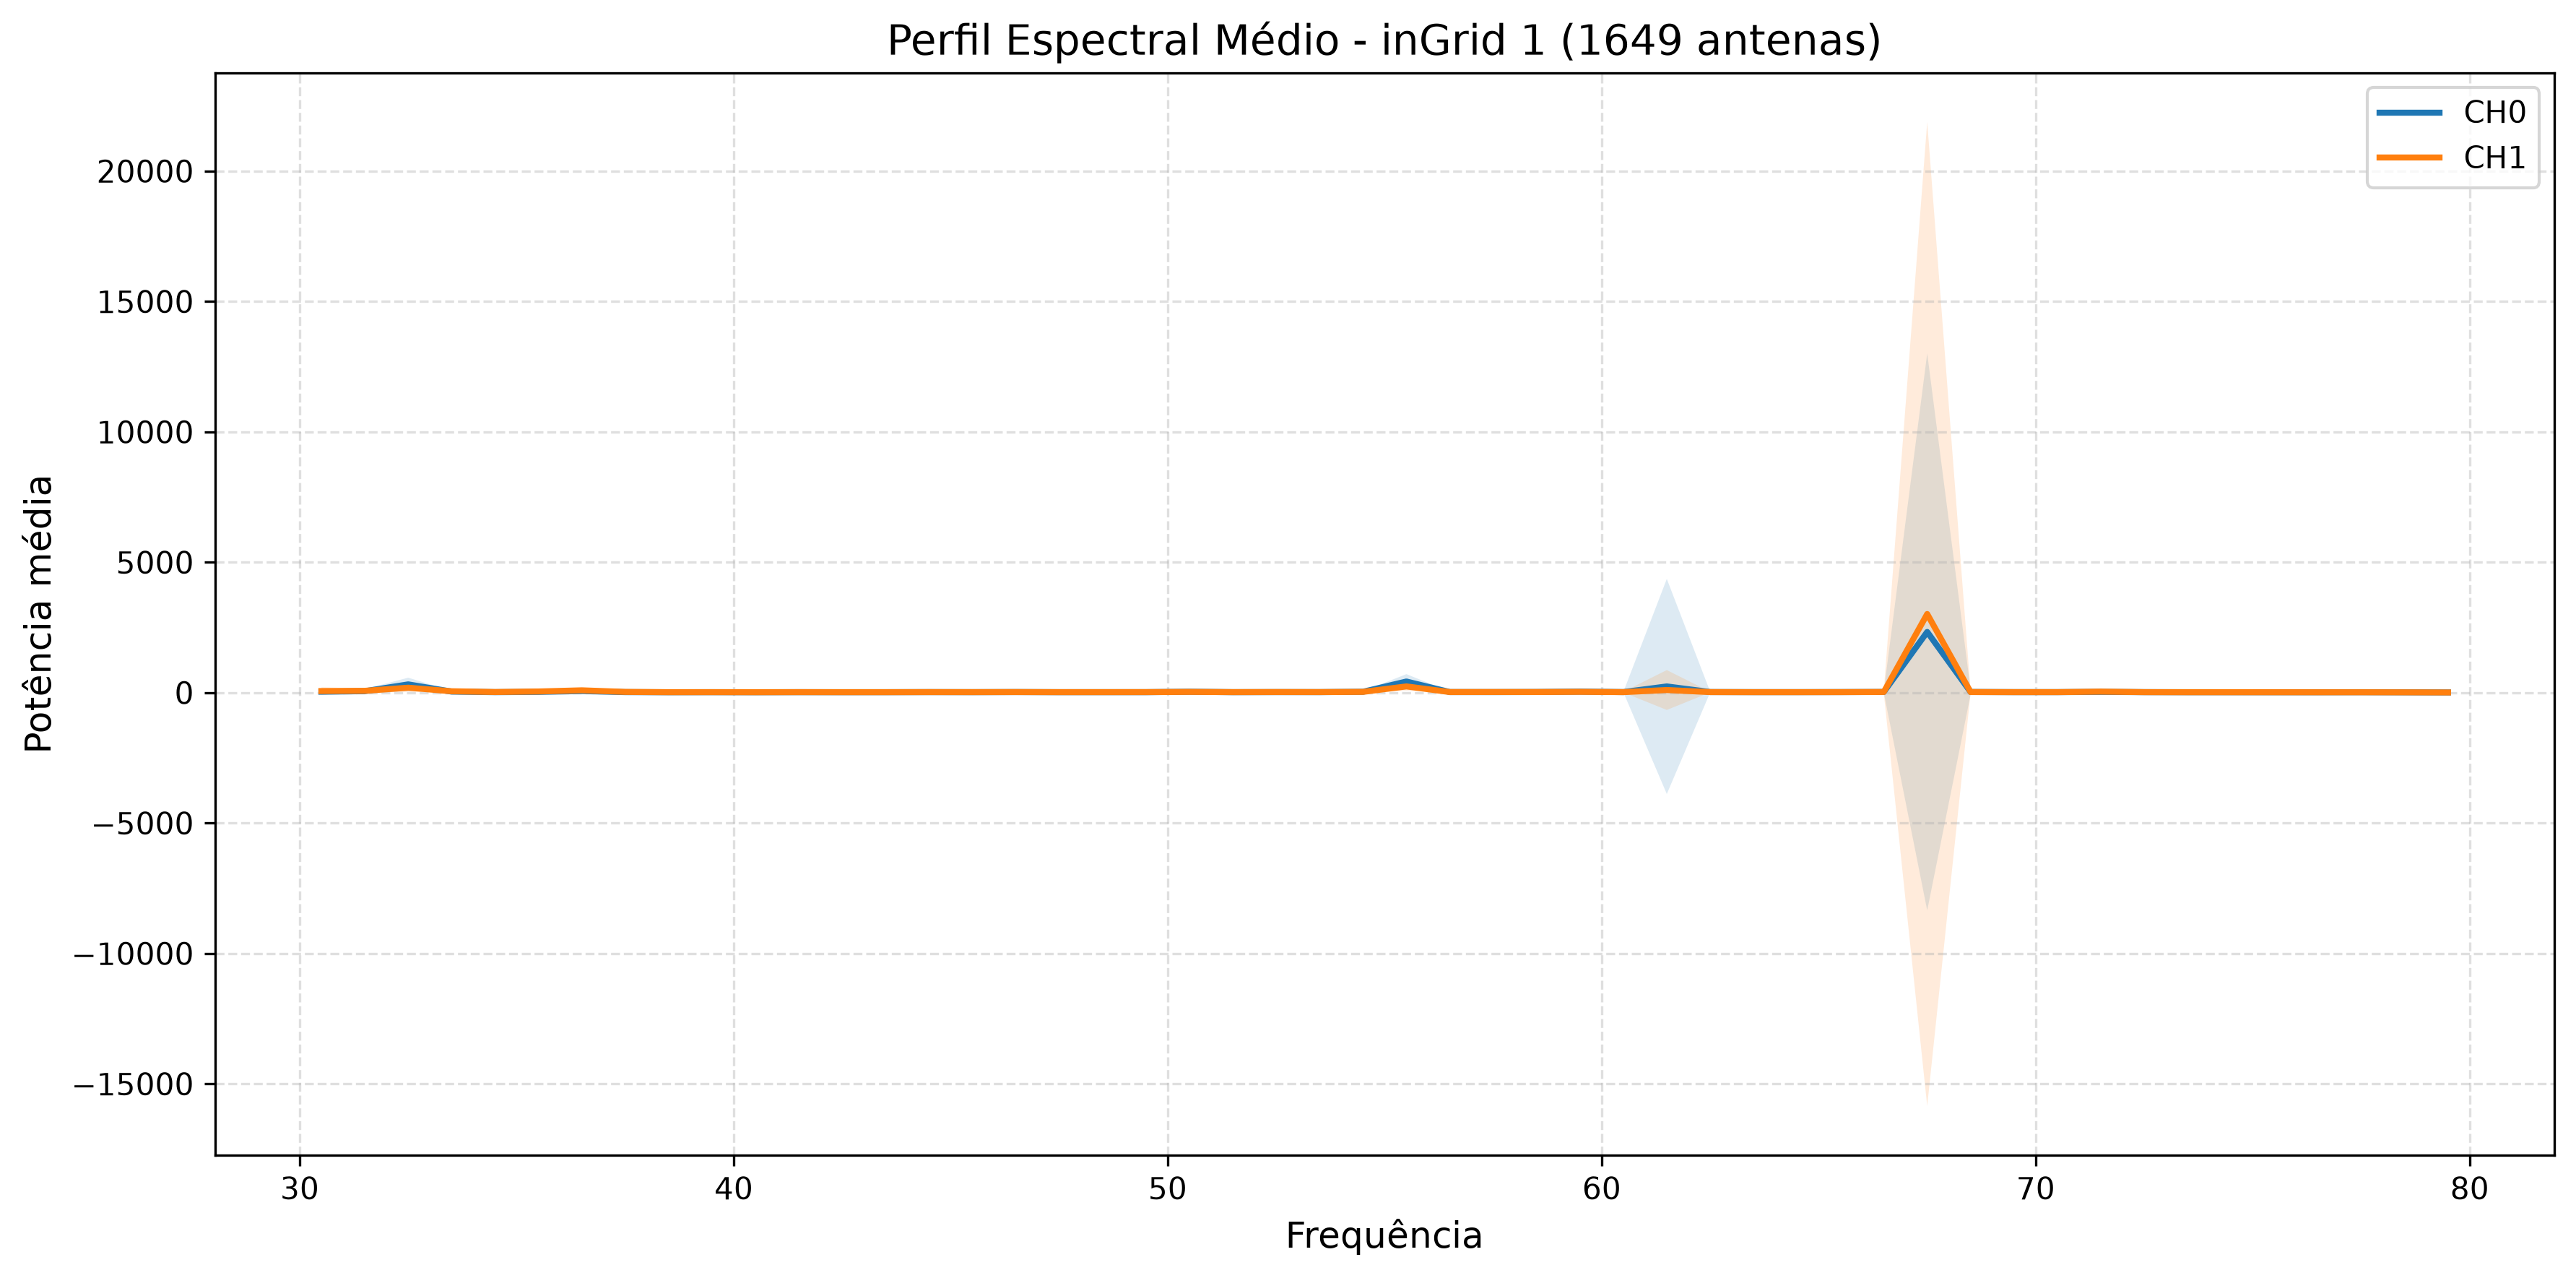 Perfil Espectral Médio - inGrid 1 (1649 antenas)
CH0
CH1
20000
15000
10000
5000
0
−5000
−10000
−15000
Potência média
30 40 50 60 70 80
Frequência